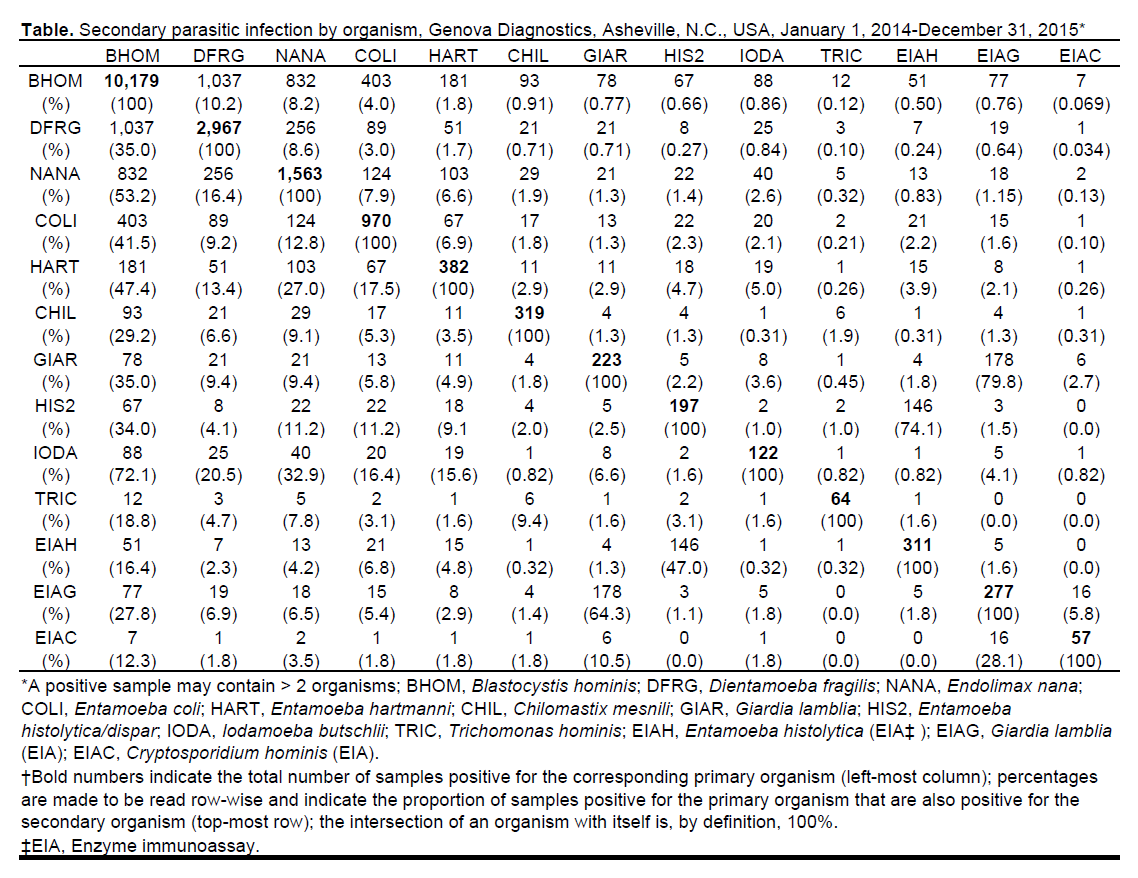 Table. Secondary parasitic infection by organism, Genova Diagnostics, Asheville, N.C., USA, January 1, 2014-December 31, 2015*
BHOM DFRG NANA COLI HART CHIL GIAR HIS2 IODA TRIC EIAH EIAG EIAC
BHOM 10,179 1,037 832 403 181 93 78 67 88 12 51 77 7
(%) (100) (10.2) (8.2) (4.0) (1.8) (0.91) (0.77) (0.66) (0.86) (0.12) (0.50) (0.76) (0.069)
DFRG 1,037 2,967 256 89 51 21 21 8 25 3 7 19 1
(%) (35.0) (100) (8.6) (3.0) (1.7) (0.71) (0.71) (0.27) (0.84) (0.10) (0.24) (0.64) (0.034)
NANA 832 256 1,563 124 103 29 21 22 40 5 13 18 2
(%) (53.2) (16.4) (100) (7.9) (6.6) (1.9) (1.3) (1.4) (2.6) (0.32) (0.83) (1.15) (0.13)
COLI 403 89 124 970 67 17 13 22 20 2 21 15 1
(%) (41.5) (9.2) (12.8) (100) (6.9) (1.8) (1.3) (2.3) (2.1) (0.21) (2.2) (1.6) (0.10)
HART 181 51 103 67 382 11 11 18 19 1 15 8 1
(%) (47.4) (13.4) (27.0) (17.5) (100) (2.9) (2.9) (4.7) (5.0) (0.26) (3.9) (2.1) (0.26)
CHIL 93 21 29 17 11 319 4 4 1 6 1 4 1
(%) (29.2) (6.6) (9.1) (5.3) (3.5) (100) (1.3) (1.3) (0.31) (1.9) (0.31) (1.3) (0.31)
GIAR 78 21 21 13 11 4 223 5 8 1 4 178 6
(%) (35.0) (9.4) (9.4) (5.8) (4.9) (1.8) (100) (2.2) (3.6) (0.45) (1.8) (79.8) (2.7)
HIS2 67 8 22 22 18 4 5 197 2 2 146 3 0
(%) (34.0) (4.1) (11.2) (11.2) (9.1 (2.0) (2.5) (100) (1.0) (1.0) (74.1) (1.5) (0.0)
IODA 88 25 40 20 19 1 8 2 122 1 1 5 1
(%) (72.1) (20.5) (32.9) (16.4) (15.6) (0.82) (6.6) (1.6) (100) (0.82) (0.82) (4.1) (0.82)
TRIC 12 3 5 2 1 6 1 2 1 64 1 0 0
(%) (18.8) (4.7) (7.8) (3.1) (1.6) (9.4) (1.6) (3.1) (1.6) (100) (1.6) (0.0) (0.0)
EIAH 51 7 13 21 15 1 4 146 1 1 311 5 0
(%) (16.4) (2.3) (4.2) (6.8) (4.8) (0.32) (1.3) (47.0) (0.32) (0.32) (100) (1.6) (0.0)
EIAG 77 19 18 15 8 4 178 3 5 0 5 277 16
(%) (27.8) (6.9) (6.5) (5.4) (2.9) (1.4) (64.3) (1.1) (1.8) (0.0) (1.8) (100) (5.8)
EIAC 7 1 2 1 1 1 6 0 1 0 0 16 57
(%) (12.3) (1.8) (3.5) (1.8) (1.8) (1.8) (10.5) (0.0) (1.8) (0.0) (0.0) (28.1) (100)
*A positive sample may contain > 2 organisms; BHOM, Blastocystis hominis; DFRG, Dientamoeba fragilis; NANA, Endolimax nana;
COLI, Entamoeba coli; HART, Entamoeba hartmanni; CHIL, Chilomastix mesnili; GIAR, Giardia lamblia; HIS2, Entamoeba
histolytica/dispar; IODA, Iodamoeba butschlii; TRIC, Trichomonas hominis; EIAH, Entamoeba histolytica (EIA‡ ); EIAG, Giardia lamblia
(EIA); EIAC, Cryptosporidium hominis (EIA).
†Bold numbers indicate the total number of samples positive for the corresponding primary organism (left-most column); percentages
are made to be read row-wise and indicate the proportion of samples positive for the primary organism that are also positive for the
secondary organism (top-most row); the intersection of an organism with itself is, by definition, 100%.
‡EIA, Enzyme immunoassay.